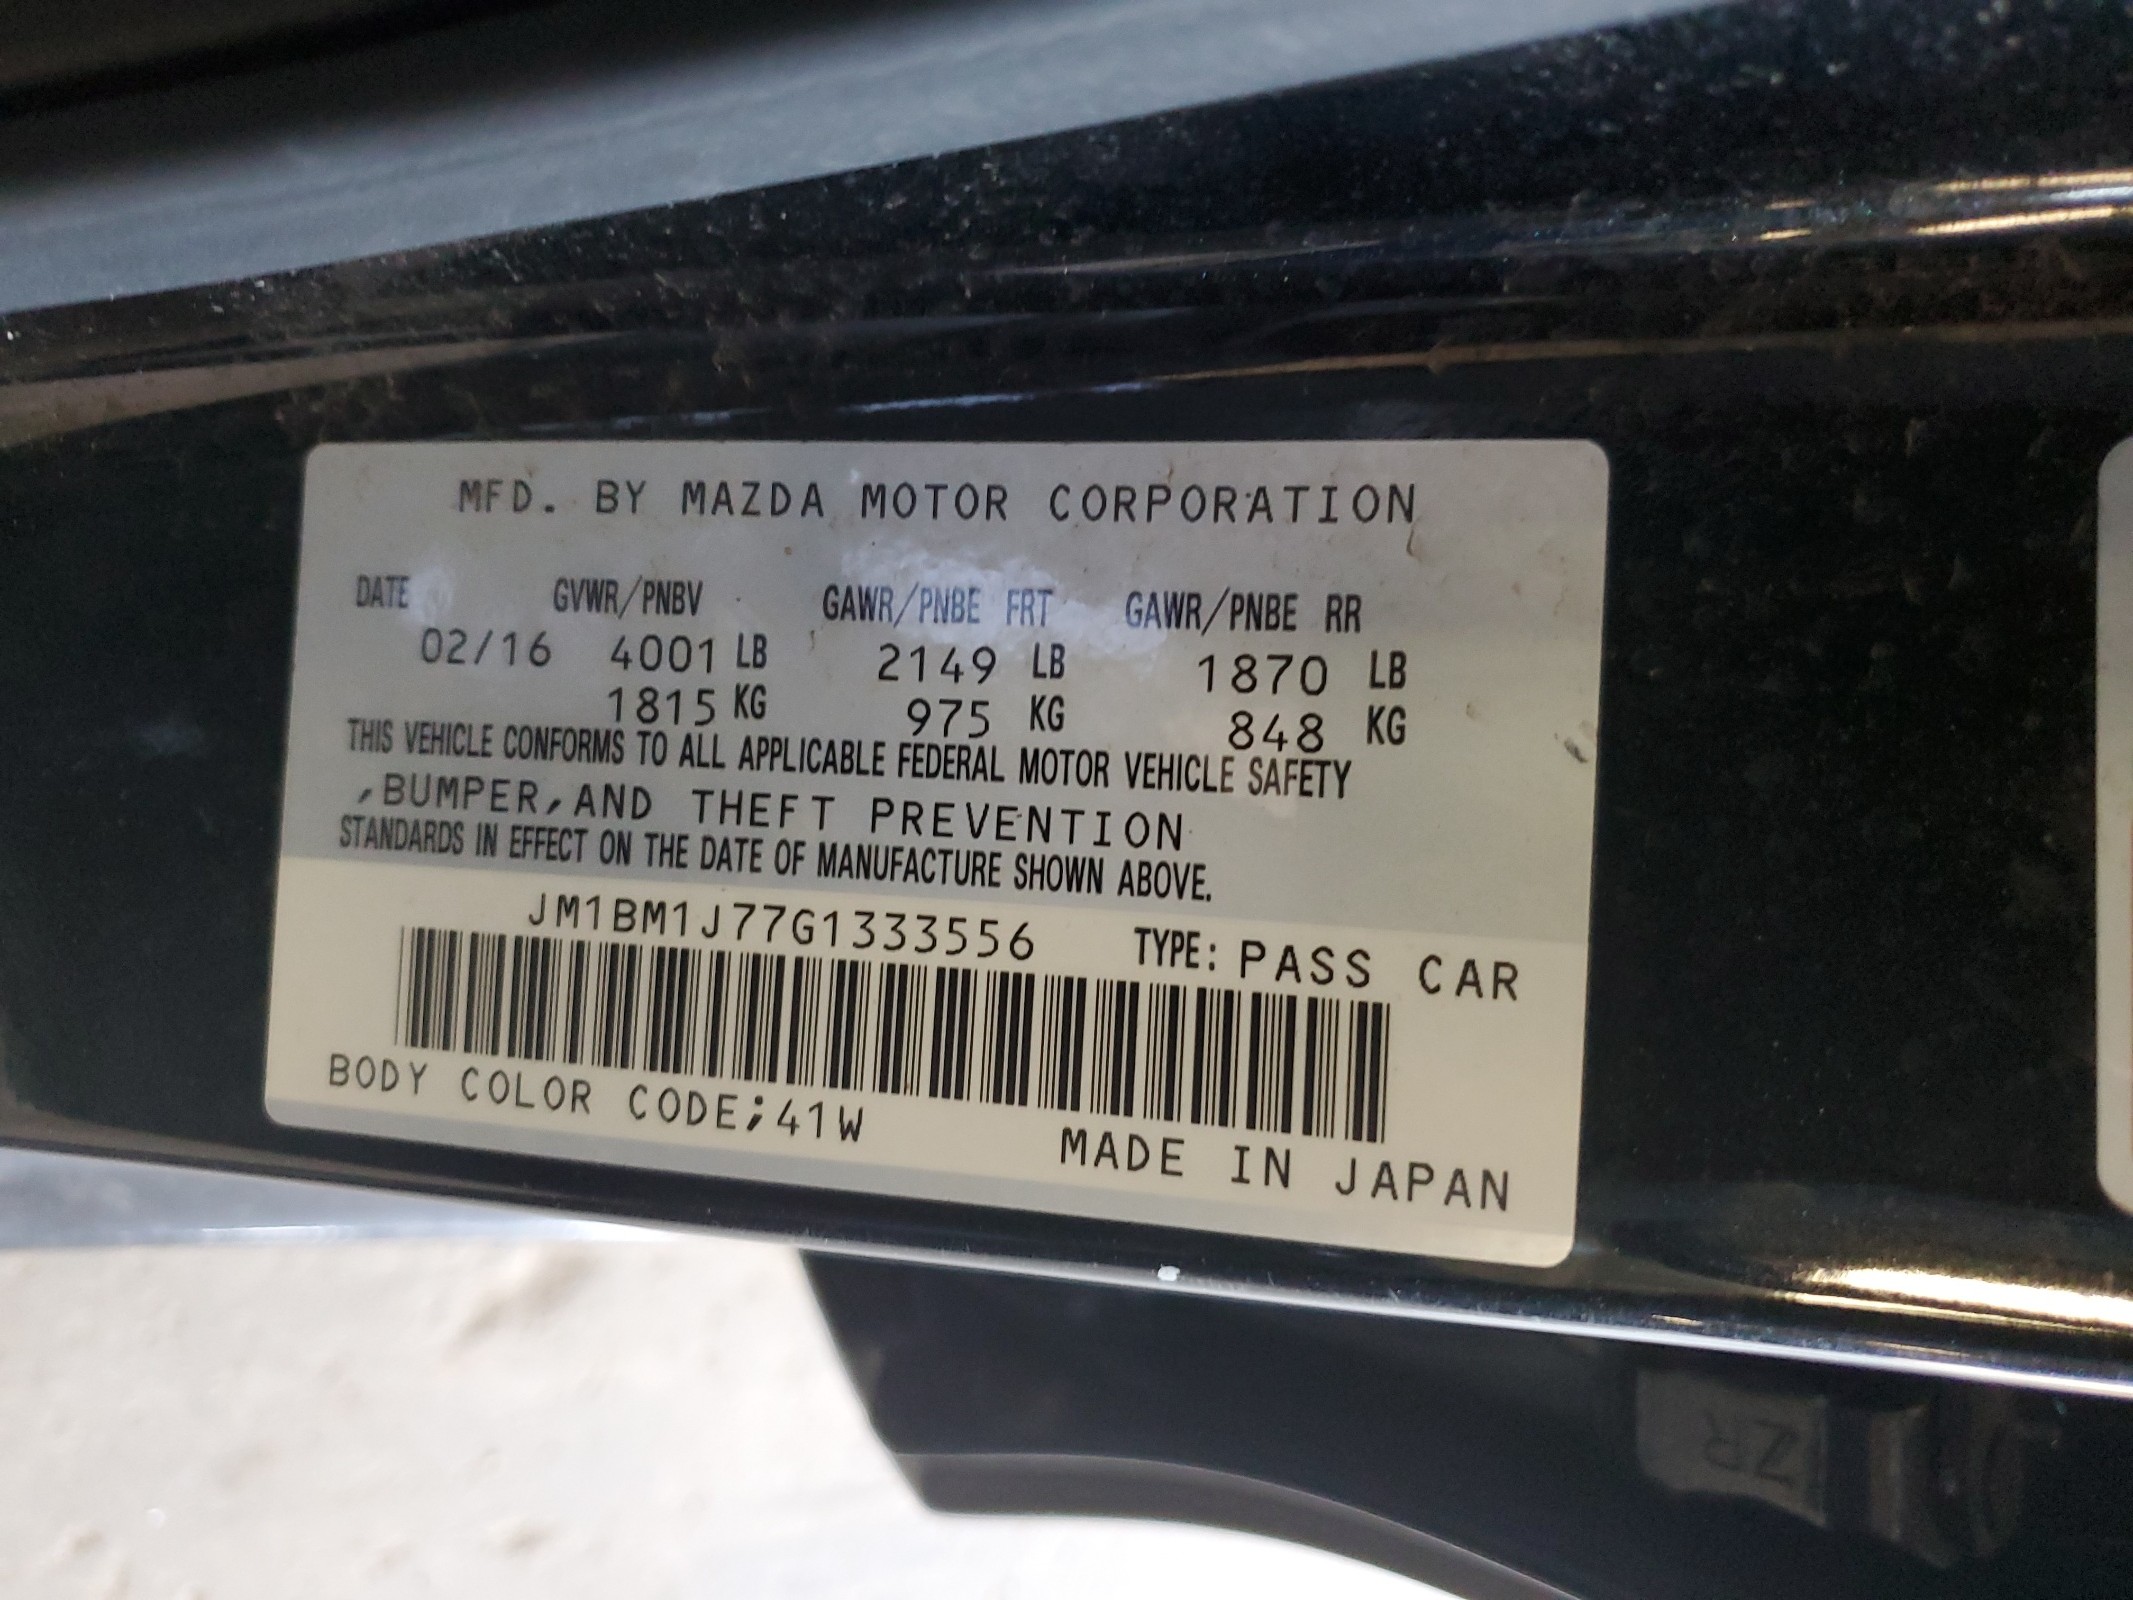 MFD. BY MAZDA MOTOR CORPORATION
DATE GVWR/PNBV GAWR/PNBE FRT GAWR/PNBE RR
02/16 4001 LB 2149 LB 1870 LB
1815 KG 975 KG 848 KG
THIS VEHICLE CONFORMS TO ALL APPLICABLE FEDERAL MOTOR VEHICLE SAFETY
,BUMPER,AND THEFT PREVENTION
STANDARDS IN EFFECT ON THE DATE OF MANUFACTURE SHOWN ABOVE.
JM1BM1J77G1333556 TYPE: PASS CAR
BODY COLOR CODE;41W
MADE IN JAPAN
ZR